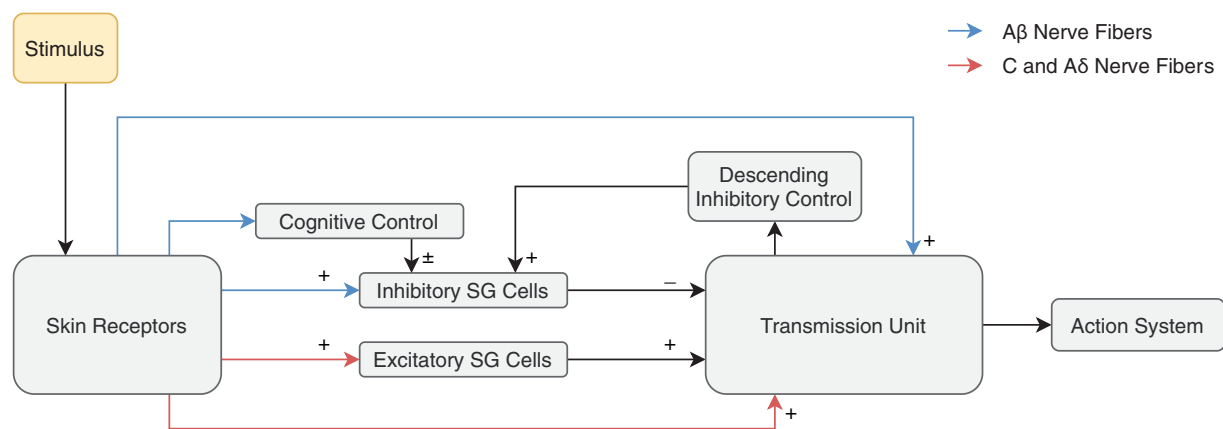 Stimulus
Aβ Nerve Fibers
C and Aδ Nerve Fibers
Descending
Inhibitory Control
Cognitive Control
+
±
+
+
Inhibitory SG Cells
–
Skin Receptors
Transmission Unit
Action System
+
Excitatory SG Cells
+
+